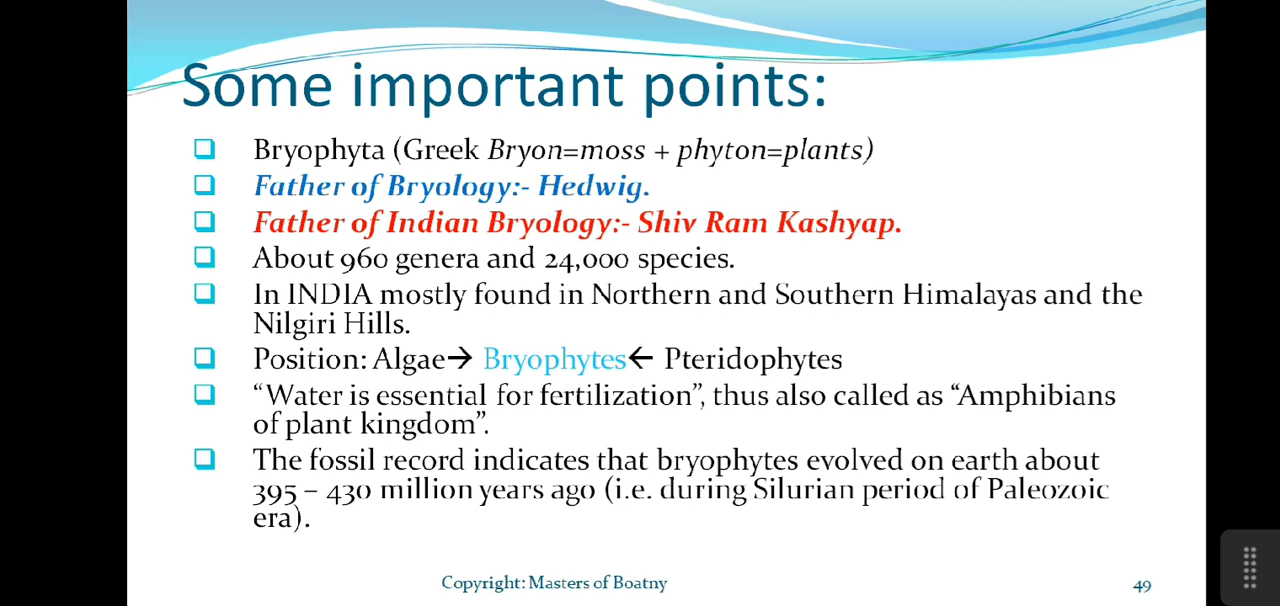 Some important points:
❑ Bryophyta (Greek Bryon=moss + phyton=plants)
❑ Father of Bryology:- Hedwig.
❑ Father of Indian Bryology:- Shiv Ram Kashyap.
❑ About 960 genera and 24,000 species.
❑ In INDIA mostly found in Northern and Southern Himalayas and the
Nilgiri Hills.
❑ Position: Algae→ Bryophytes← Pteridophytes
❑ “Water is essential for fertilization”, thus also called as “Amphibians
of plant kingdom”.
❑ The fossil record indicates that bryophytes evolved on earth about
395 – 430 million years ago (i.e. during Silurian period of Paleozoic
era).
Copyright: Masters of Boatny 49